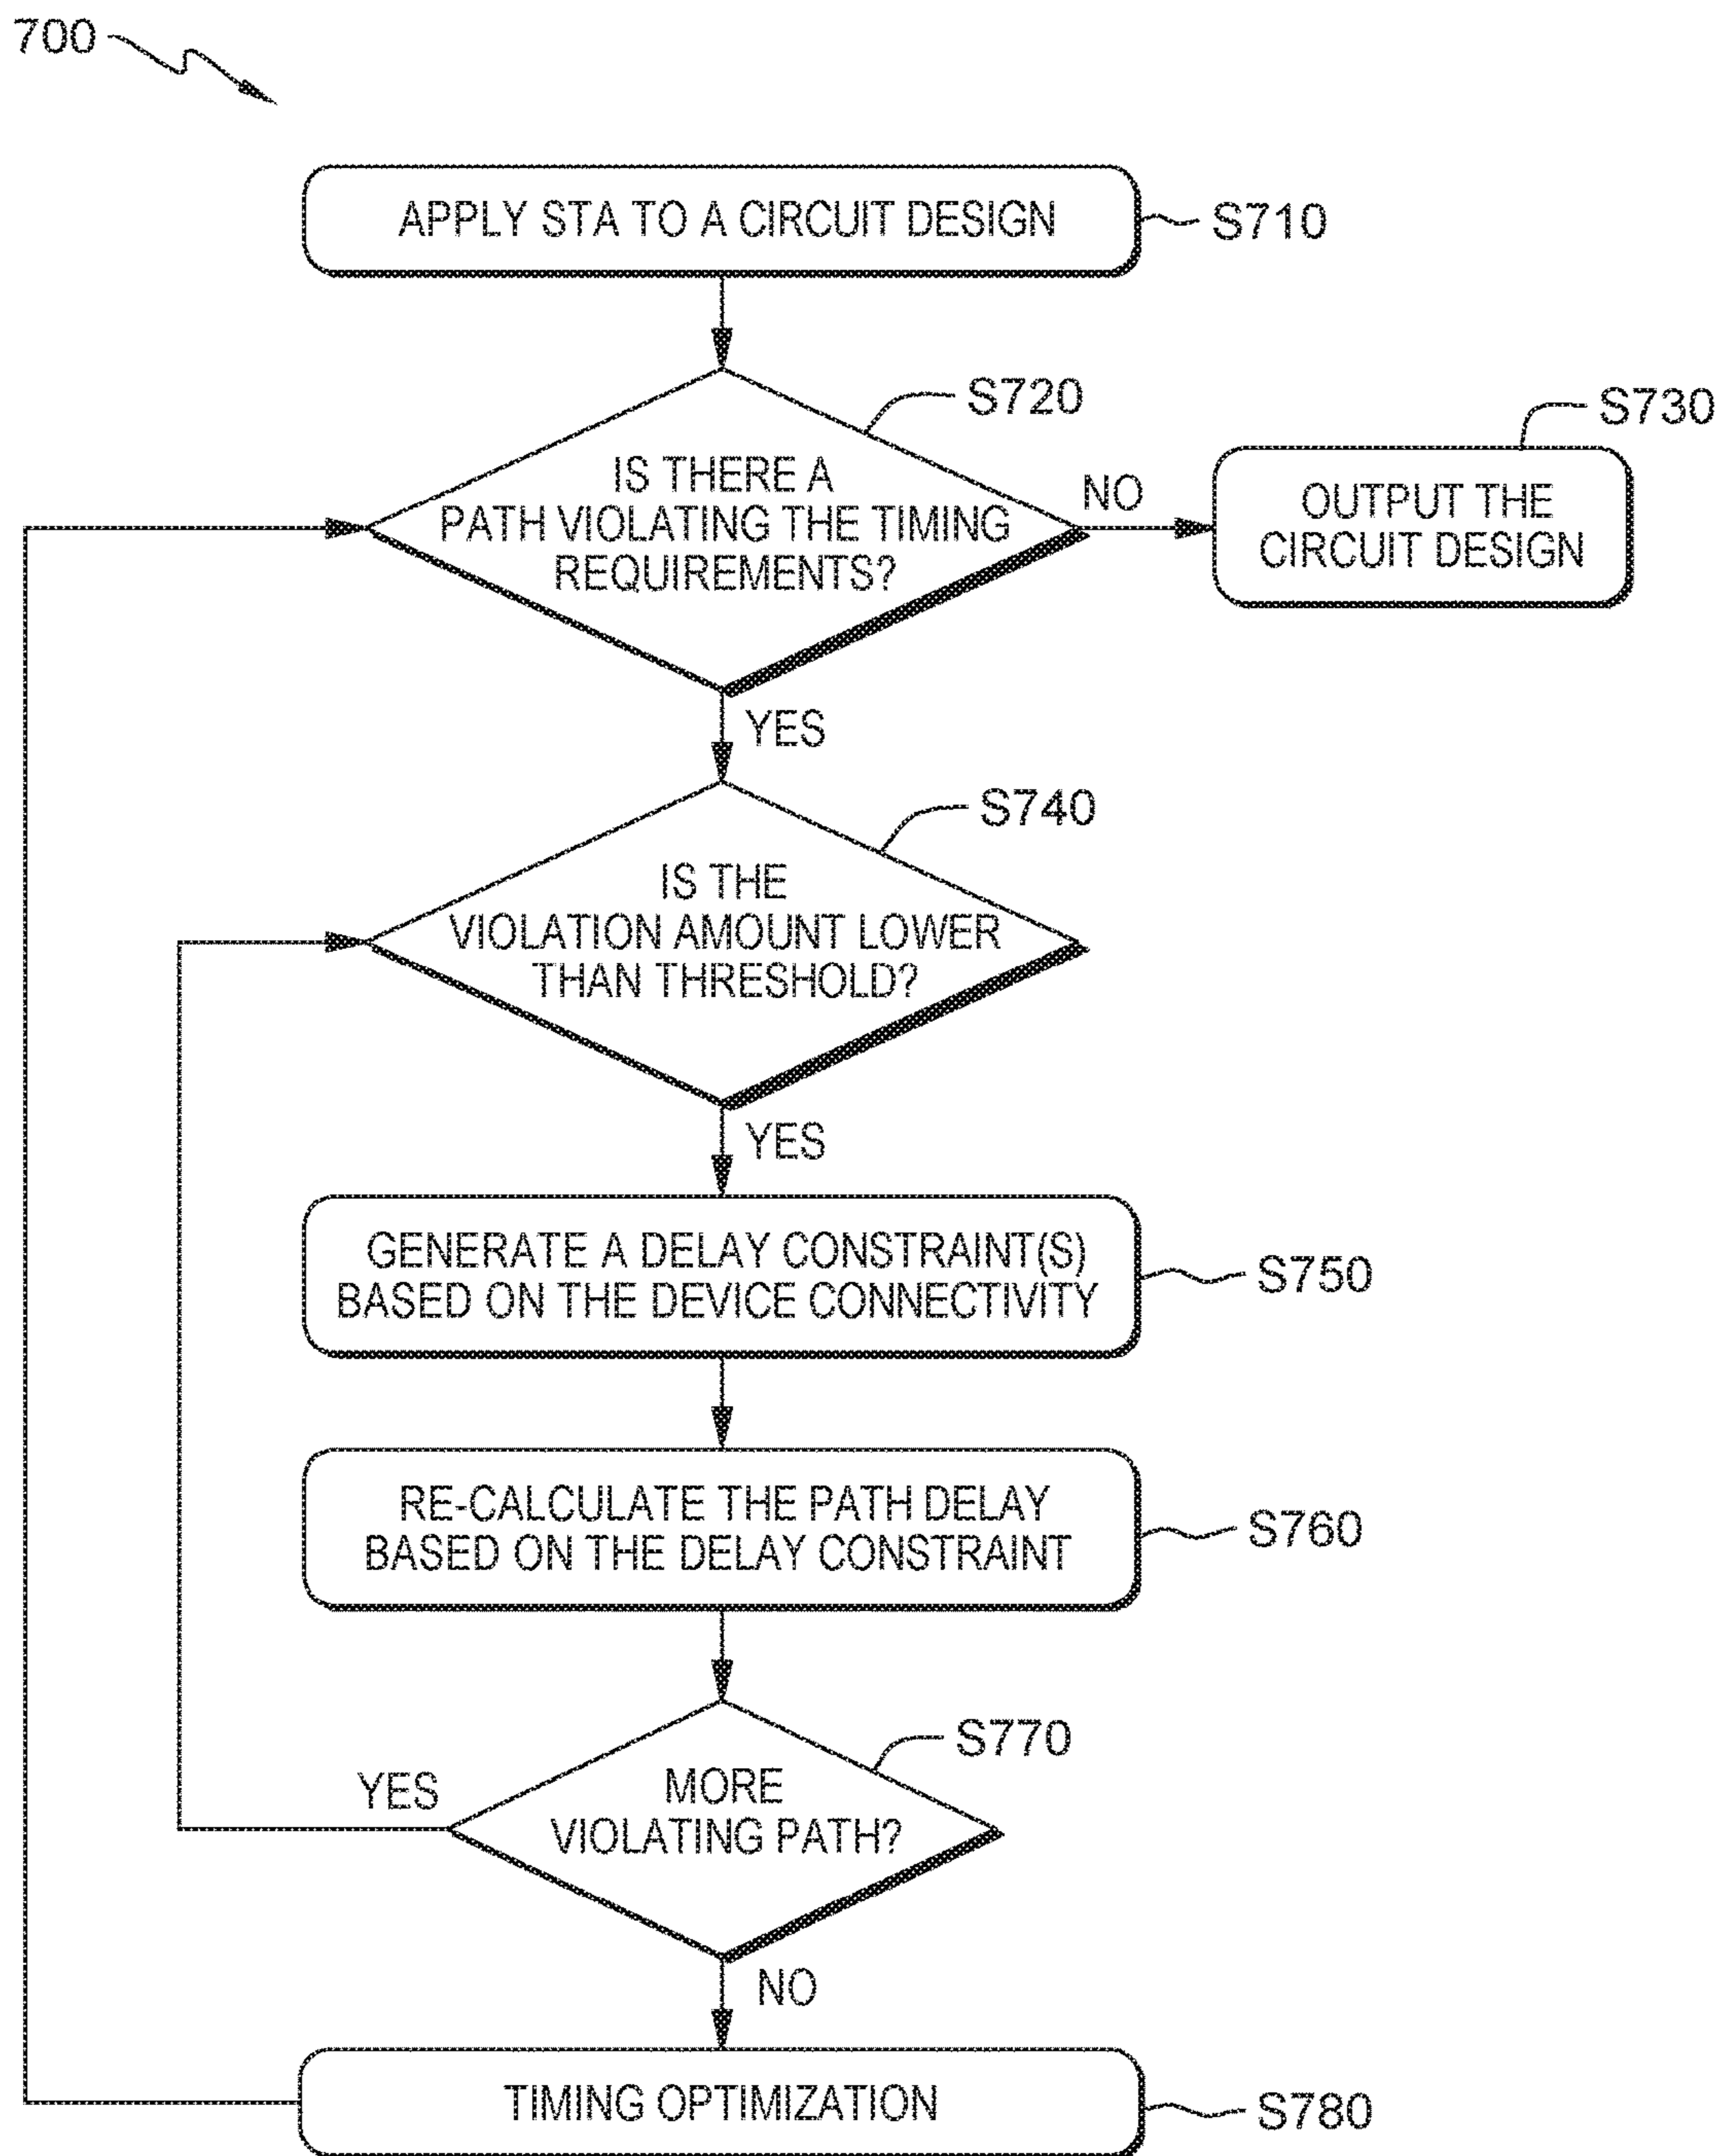 700
APPLY STA TO A CIRCUIT DESIGN
S710
S720
IS THERE A
PATH VIOLATING THE TIMING
REQUIREMENTS?
NO
S730
OUTPUT THE
CIRCUIT DESIGN
YES
S740
IS THE
VIOLATION AMOUNT LOWER
THAN THRESHOLD?
YES
GENERATE A DELAY CONSTRAINT(S)
BASED ON THE DEVICE CONNECTIVITY
S750
RE-CALCULATE THE PATH DELAY
BASED ON THE DELAY CONSTRAINT
S760
S770
MORE
VIOLATING PATH?
YES
NO
TIMING OPTIMIZATION
S780